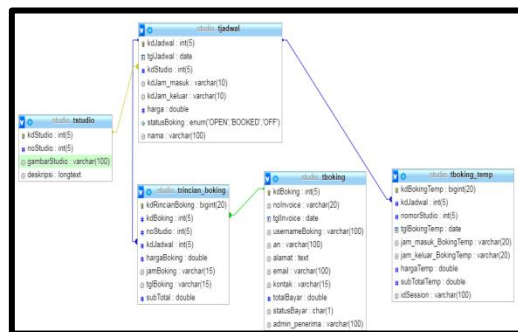 studio tjadwal
kdJadwal : int(5)
tglJadwal : date
kdStudio : int(5)
kdJam_masuk : varchar(10)
kdJam_keluar : varchar(10)
harga : double
statusBoking : enum('OPEN','BOOKED','OFF')
nama : varchar(100)
studio tstudio
kdStudio : int(5)
noStudio : int(5)
gambarStudio : varchar(100)
deskripsi : longtext
studio trincian_boking
kdRincianBoking : bigint(20)
kdBoking : int(5)
noStudio : int(5)
kdJadwal : int(5)
hargaBoking : double
jamBoking : varchar(15)
tglBoking : varchar(15)
subTotal : double
studio tboking
kdBoking : int(5)
noInvoice : varchar(20)
tglInvoice : date
usernameBoking : varchar(100)
an : varchar(100)
alamat : text
email : varchar(100)
kontak : varchar(15)
totalBayar : double
statusBayar : char(1)
admin_penerima : varchar(100)
studio tboking_temp
kdBokingTemp : bigint(20)
kdJadwal : int(5)
nomorStudio : int(5)
tglBokingTemp : date
jam_masuk_BokingTemp : varchar(20)
jam_keluar_BokingTemp : varchar(20)
hargaTemp : double
subTotalTemp : double
idSession : varchar(100)